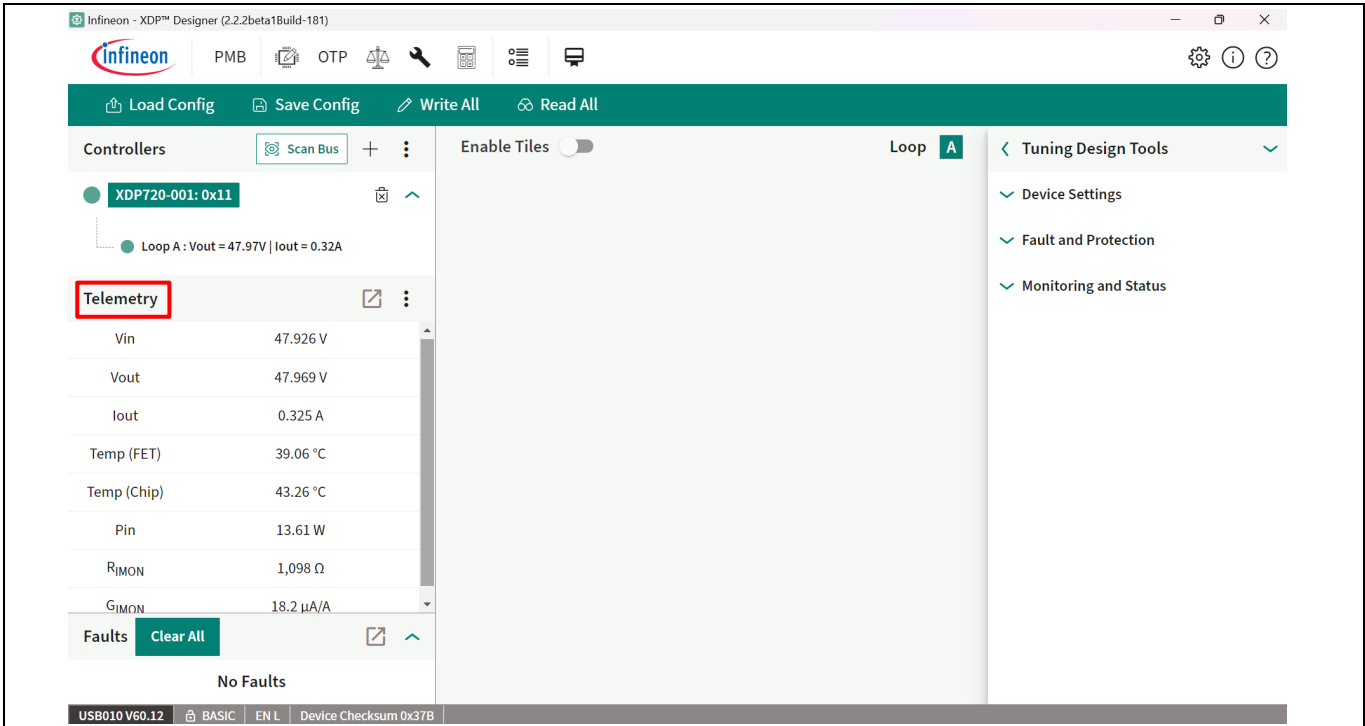 Infineon - XDP™ Designer (2.2.2beta1Build-181)
infineon PMB OTP
Load Config Save Config Write All Read All
Controllers Scan Bus
XDP720-001: 0x11
Loop A : Vout = 47.97V | Iout = 0.32A
Telemetry
Vin 47.926 V
Vout 47.969 V
Iout 0.325 A
Temp (FET) 39.06 °C
Temp (Chip) 43.26 °C
Pin 13.61 W
RIMON 1,098 Ω
GIMON 18.2 µA/A
Faults Clear All
No Faults
Enable Tiles Loop A
Tuning Design Tools
Device Settings
Fault and Protection
Monitoring and Status
USB010 V60.12 BASIC EN L Device Checksum 0x37B